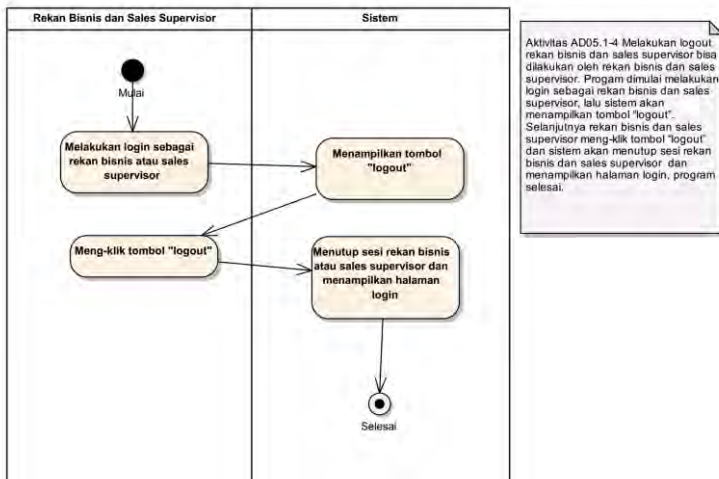 Rekan Bisnis dan Sales Supervisor
Sistem
Mulai
Melakukan login sebagai
rekan bisnis atau sales
supervisor
Menampilkan tombol
"logout"
Meng-klik tombol "logout"
Menutup sesi rekan bisnis
atau sales supervisor dan
menampilkan halaman
login
Selesai
Aktivitas AD05.1-4 Melakukan logout
rekan bisnis dan sales supervisor bisa
dilakukan oleh rekan bisnis dan sales
supervisor. Progam dimulai melakukan
login sebagai rekan bisnis dan sales
supervisor, lalu sistem akan
menampilkan tombol "logout".
Selanjutnya rekan bisnis dan sales
supervisor meng-klik tombol "logout"
dan sistem akan menutup sesi rekan
bisnis dan sales supervisor dan
menampilkan halaman login, program
selesai.